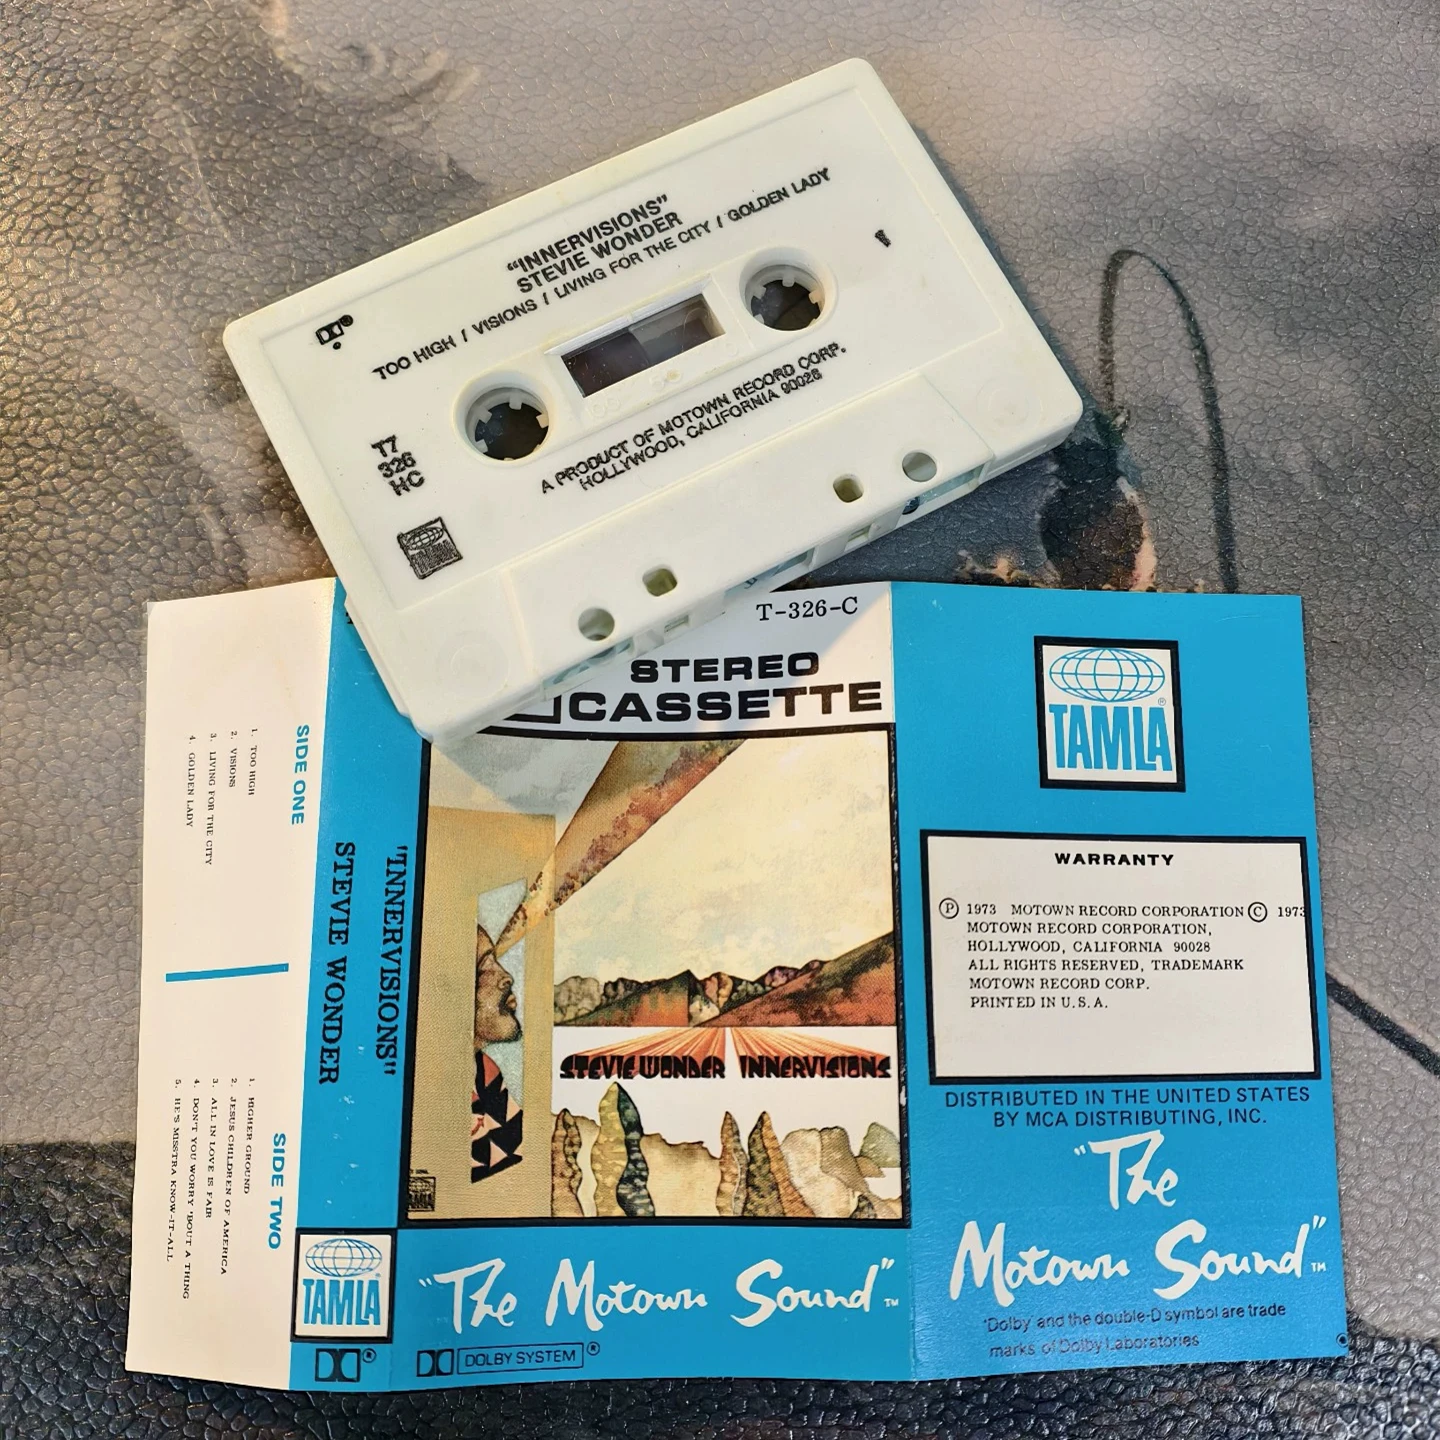 "INNERVISIONS"
STEVIE WONDER
TOO HIGH / VISIONS / LIVING FOR THE CITY / GOLDEN LADY
1
®
T7
326
HC
A PRODUCT OF MOTOWN RECORD CORP.
HOLLYWOOD, CALIFORNIA 90028
SIDE ONE
1. TOO HIGH
2. VISIONS
3. LIVING FOR THE CITY
4. GOLDEN LADY
SIDE TWO
1. HIGHER GROUND
2. JESUS CHILDREN OF AMERICA
3. ALL IN LOVE IS FAIR
4. DON'T YOU WORRY 'BOUT A THING
5. HE'S MISSTRA KNOW-IT-ALL
"INNERVISIONS"
STEVIE WONDER
TAMLA
®
T-326-C
STEREO
CASSETTE
STEVIE WONDER INNERVISIONS
"The Motown Sound"™
DOLBY SYSTEM ®
TAMLA®
WARRANTY
Ⓟ 1973 MOTOWN RECORD CORPORATION © 1973
MOTOWN RECORD CORPORATION,
HOLLYWOOD, CALIFORNIA 90028
ALL RIGHTS RESERVED, TRADEMARK
MOTOWN RECORD CORP.
PRINTED IN U.S.A.
DISTRIBUTED IN THE UNITED STATES
BY MCA DISTRIBUTING, INC.
"The
Motown Sound"™
'Dolby' and the double-D symbol are trade
marks of Dolby Laboratories